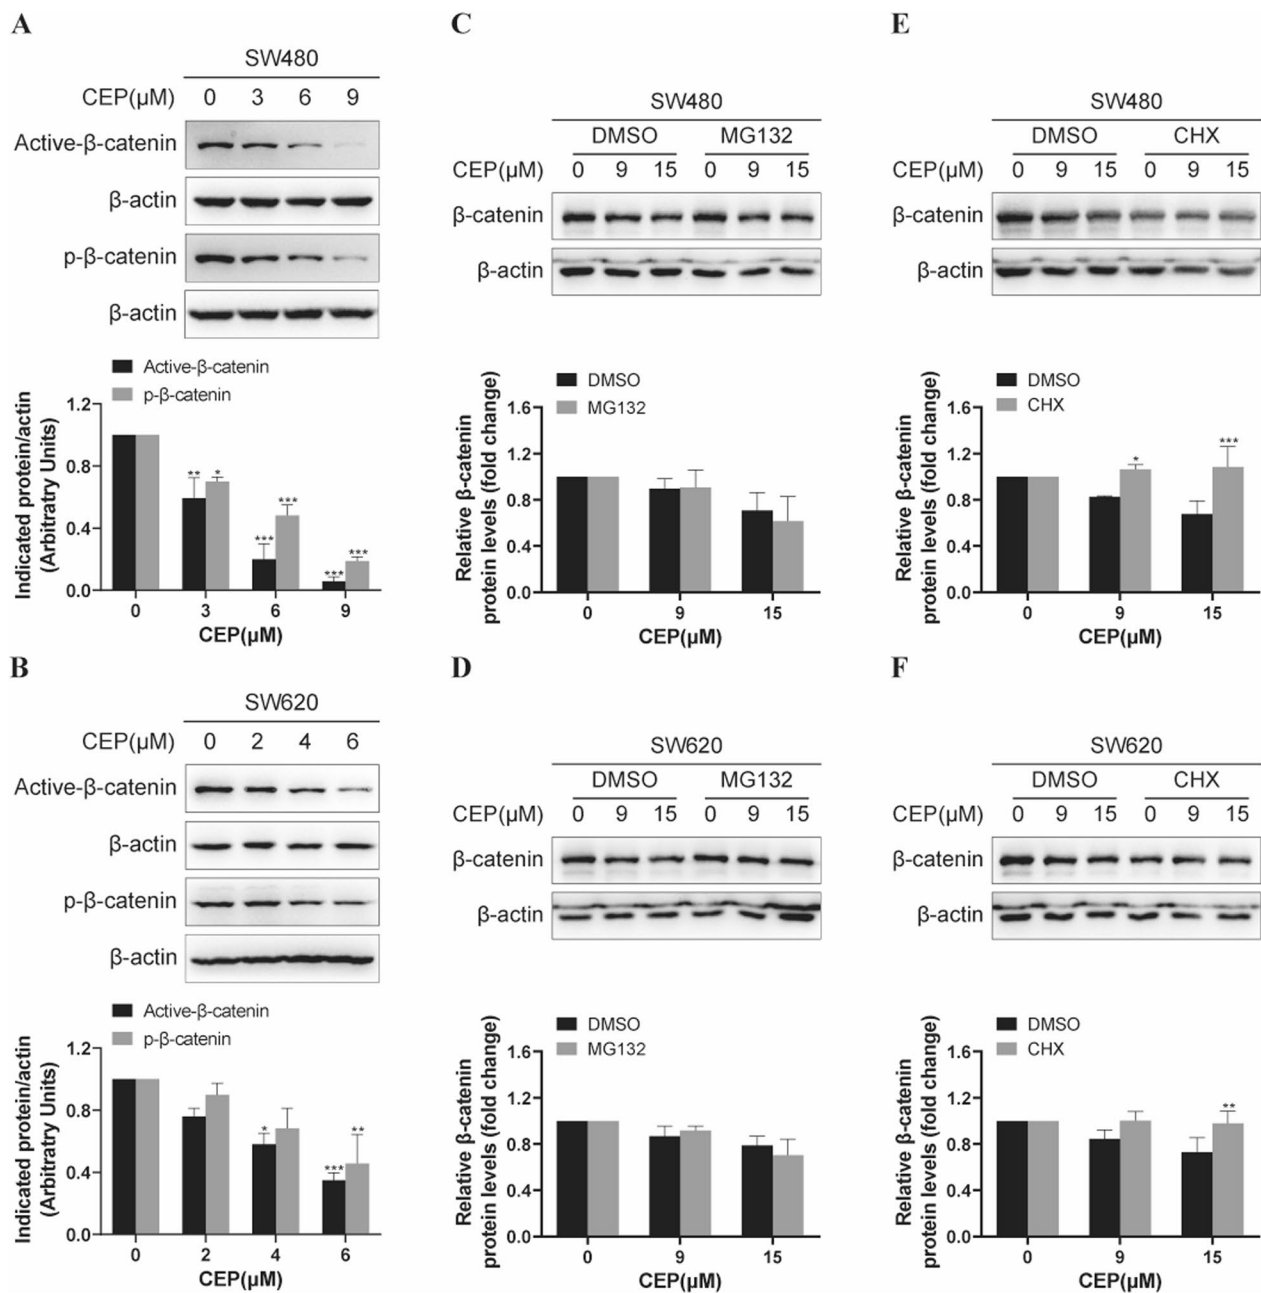 A
SW480
CEP(μM) 0 3 6 9
Active-β-catenin
β-actin
p-β-catenin
β-actin
Active-β-catenin
p-β-catenin
Indicated protein/actin
(Arbitratry Units)
1.2
0.8
0.4
0.0
** *
*** ***
*** ***
0 3 6 9
CEP(μM)
B
SW620
CEP(μM) 0 2 4 6
Active-β-catenin
β-actin
p-β-catenin
β-actin
Active-β-catenin
p-β-catenin
Indicated protein/actin
(Arbitratry Units)
1.2
0.8
0.4
0.0
*
*** **
0 2 4 6
CEP(μM)
C
SW480
DMSO MG132
CEP(μM) 0 9 15 0 9 15
β-catenin
β-actin
DMSO
MG132
Relative β-catenin
protein levels (fold change)
1.6
1.2
0.8
0.4
0.0
0 9 15
CEP(μM)
D
SW620
DMSO MG132
CEP(μM) 0 9 15 0 9 15
β-catenin
β-actin
DMSO
MG132
Relative β-catenin
protein levels (fold change)
1.6
1.2
0.8
0.4
0.0
0 9 15
CEP(μM)
E
SW480
DMSO CHX
CEP(μM) 0 9 15 0 9 15
β-catenin
β-actin
DMSO
CHX
Relative β-catenin
protein levels (fold change)
1.6
1.2
0.8
0.4
0.0
* ***
0 9 15
CEP(μM)
F
SW620
DMSO CHX
CEP(μM) 0 9 15 0 9 15
β-catenin
β-actin
DMSO
CHX
Relative β-catenin
protein levels (fold change)
1.6
1.2
0.8
0.4
0.0
**
0 9 15
CEP(μM)